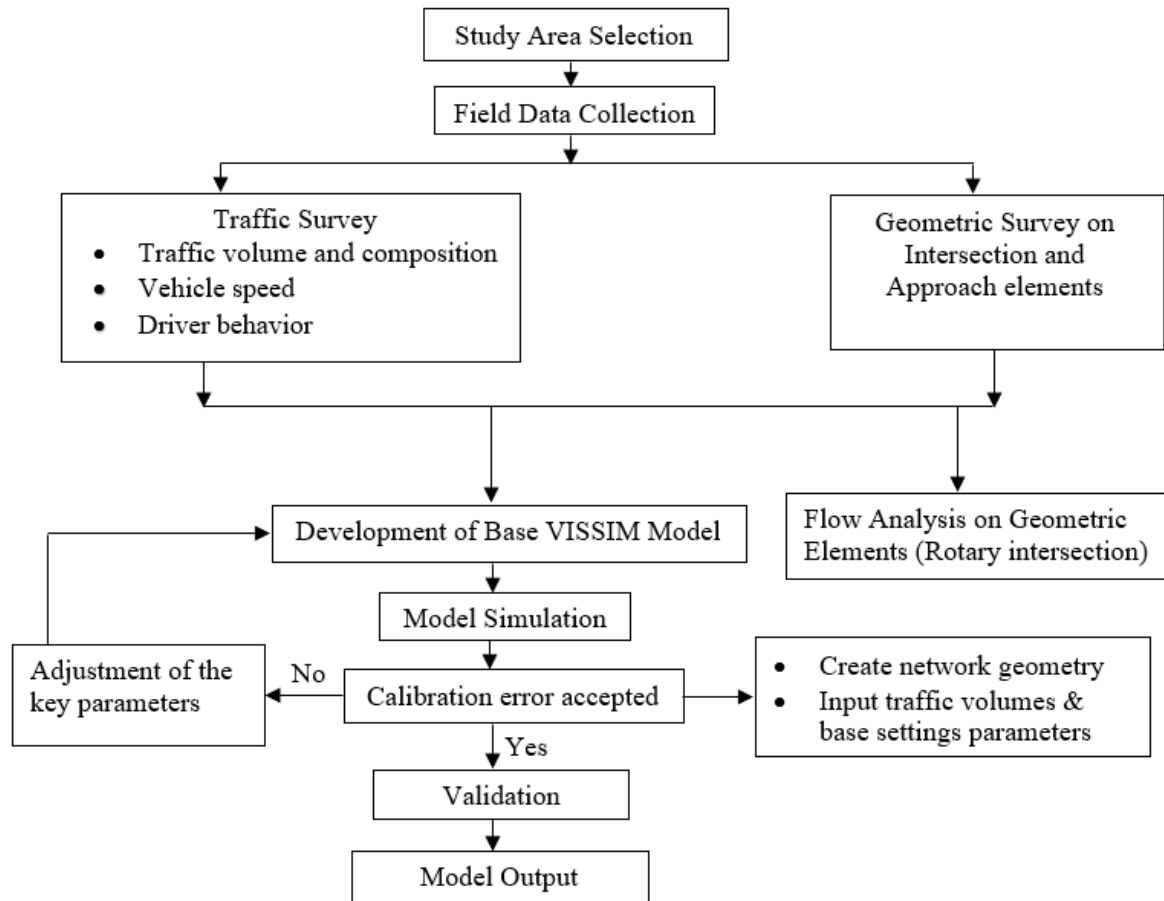 Study Area Selection
Field Data Collection
Traffic Survey
• Traffic volume and composition
• Vehicle speed
• Driver behavior
Geometric Survey on
Intersection and
Approach elements
Development of Base VISSIM Model
Flow Analysis on Geometric
Elements (Rotary intersection)
Model Simulation
Adjustment of the
key parameters
No
Calibration error accepted
• Create network geometry
• Input traffic volumes &
base settings parameters
Yes
Validation
Model Output